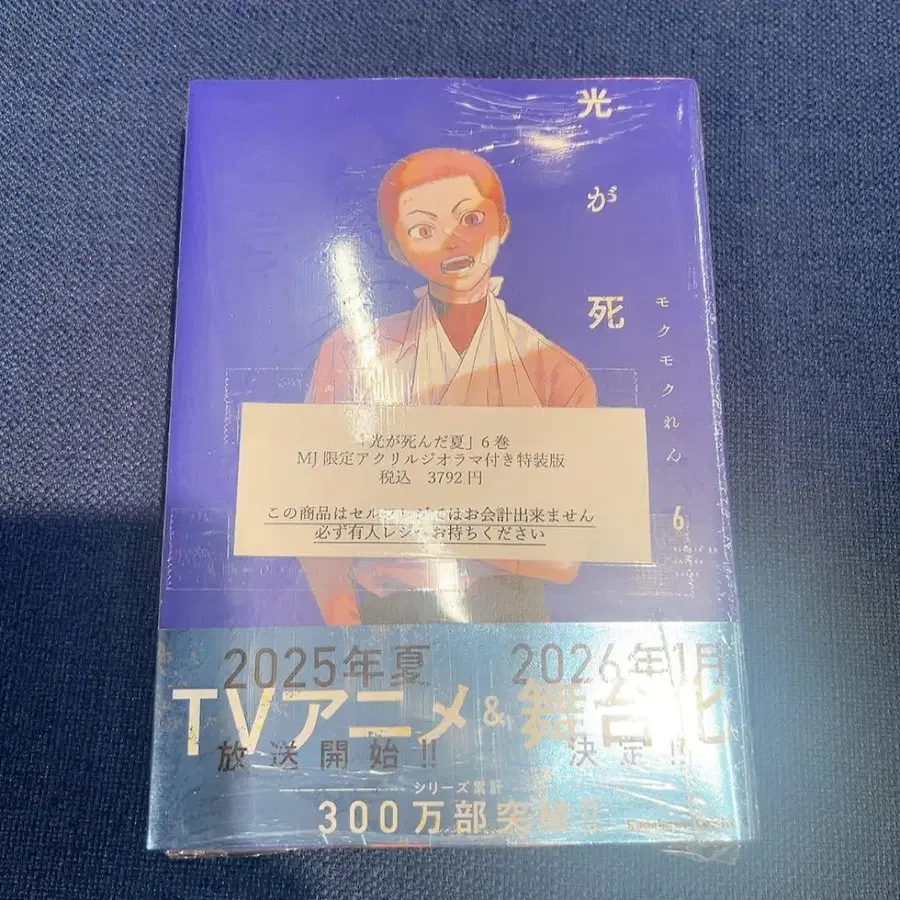 光が死
モクモクれん
6
「光が死んだ夏」6巻
MJ限定アクリルジオラマ付き特装版
税込 3792円
この商品はセルフレジではお会計出来ません
必ず有人レジへお持ちください
2025年夏
2026年1月
TVアニメ&舞台化
放送開始!!
決定!!
シリーズ累計
300万部突破!!